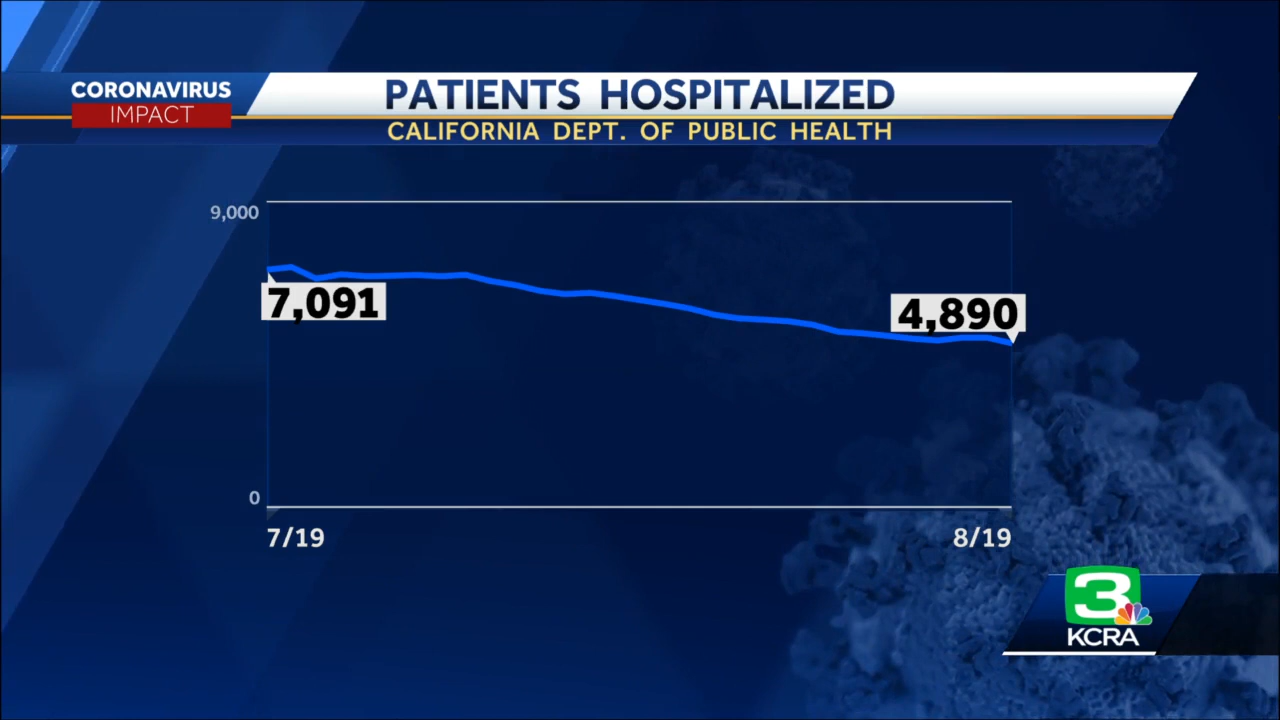 CORONAVIRUS
IMPACT
PATIENTS HOSPITALIZED
CALIFORNIA DEPT. OF PUBLIC HEALTH
9,000
7,091
4,890
0
7/19
8/19
3
KCRA